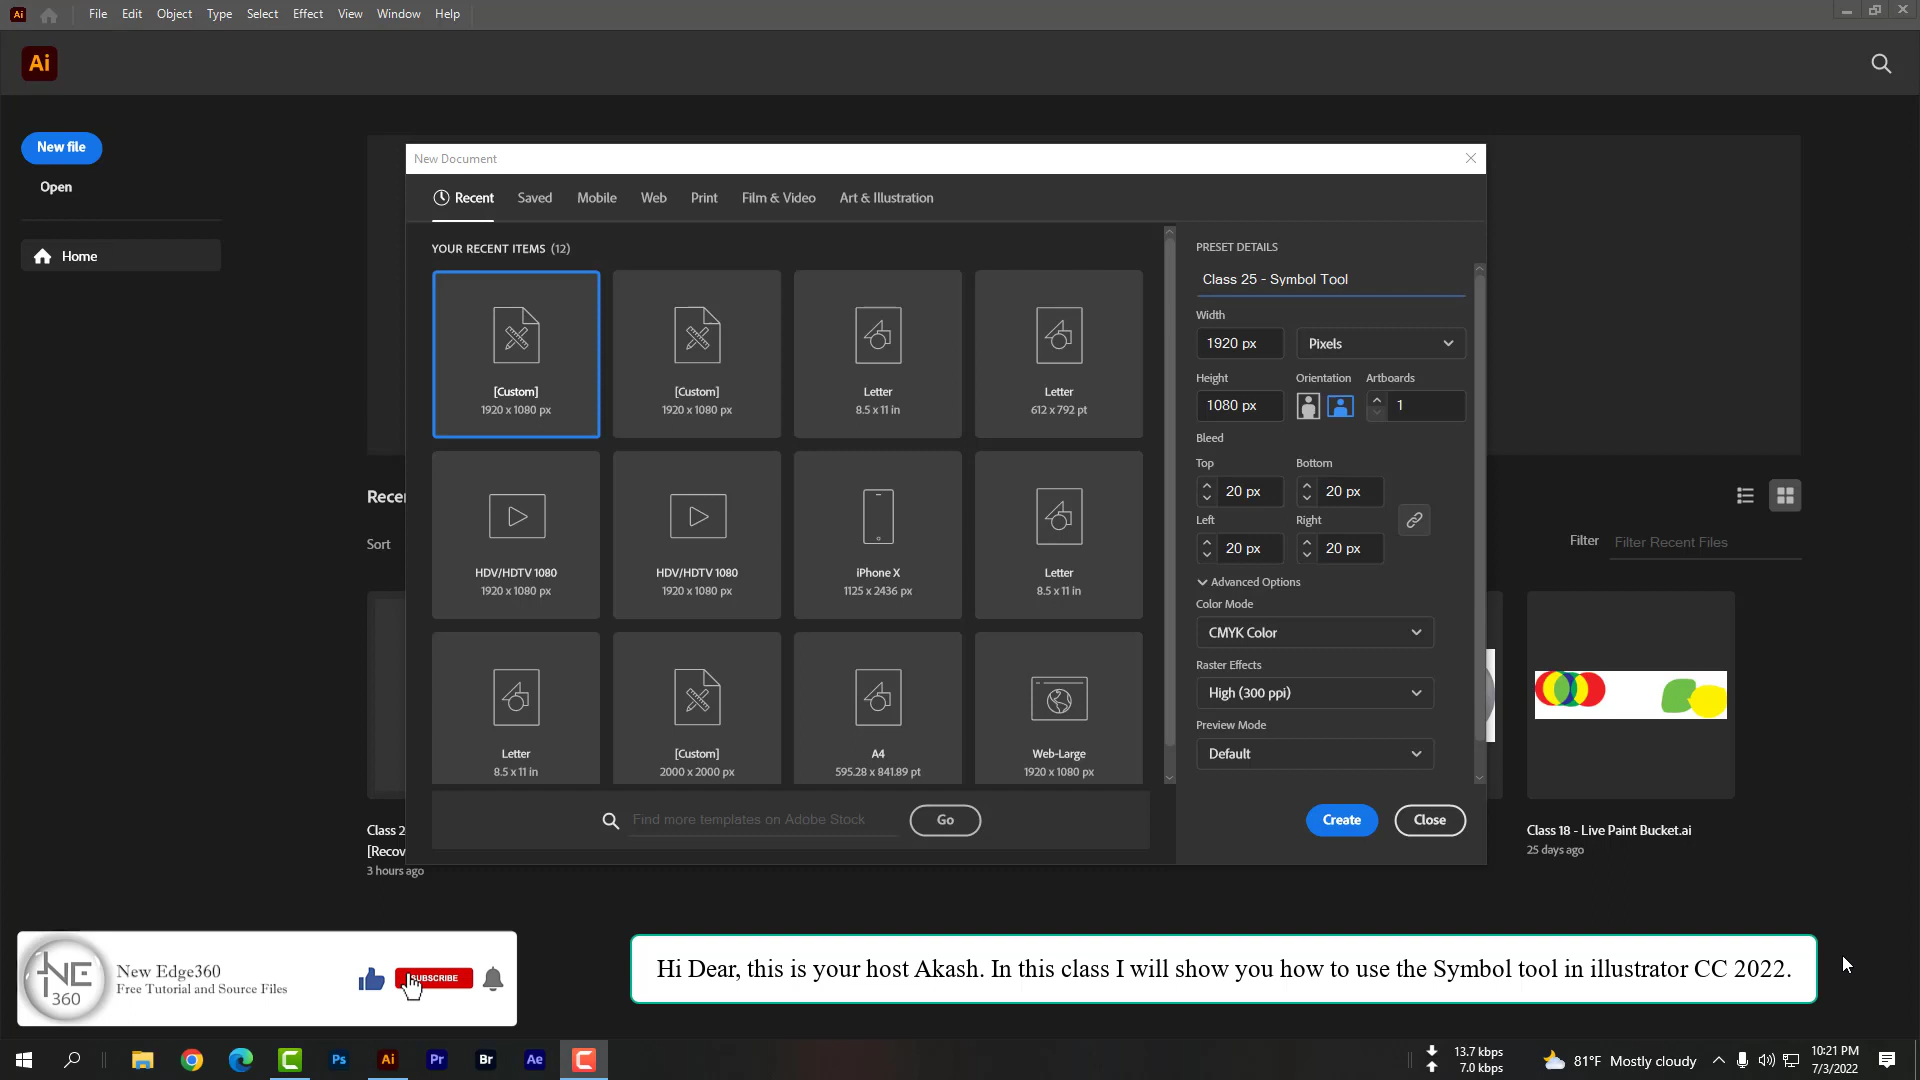 Ai
File Edit Object Type Select Effect View Window Help
Ai
New file
Open
Home
New Document
Recent Saved Mobile Web Print Film & Video Art & Illustration
YOUR RECENT ITEMS (12)
[Custom]
1920 x 1080 px
[Custom]
1920 x 1080 px
Letter
8.5 x 11 in
Letter
612 x 792 pt
HDV/HDTV 1080
1920 x 1080 px
HDV/HDTV 1080
1920 x 1080 px
iPhone X
1125 x 2436 px
Letter
8.5 x 11 in
Letter
8.5 x 11 in
[Custom]
2000 x 2000 px
A4
595.28 x 841.89 pt
Web-Large
1920 x 1080 px
Find more templates on Adobe Stock
Go
PRESET DETAILS
Class 25 - Symbol Tool
Width
1920 px Pixels
Height Orientation Artboards
1080 px 1
Bleed
Top Bottom
20 px 20 px
Left Right
20 px 20 px
Advanced Options
Color Mode
CMYK Color
Raster Effects
High (300 ppi)
Preview Mode
Default
Create Close
Rece
Sort
Filter Filter Recent Files
Class 2
[Recov
3 hours ago
Class 18 - Live Paint Bucket.ai
25 days ago
NE
360
New Edge360
Free Tutorial and Source Files
SUBSCRIBE
Hi Dear, this is your host Akash. In this class I will show you how to use the Symbol tool in illustrator CC 2022.
Ps Ai Pr Br Ae
13.7 kbps
7.0 kbps
81°F Mostly cloudy
10:21 PM
7/3/2022